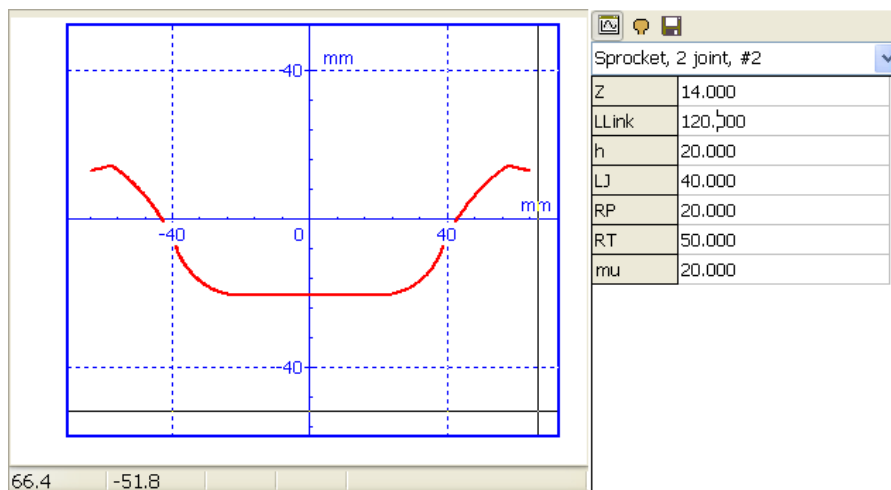 40
mm
Sprocket, 2 joint, #2
Z 14.000
LLink 120.000
h 20.000
LJ 40.000
RP 20.000
RT 50.000
mu 20.000
mm
-40 0 40
-40
66.4 -51.8